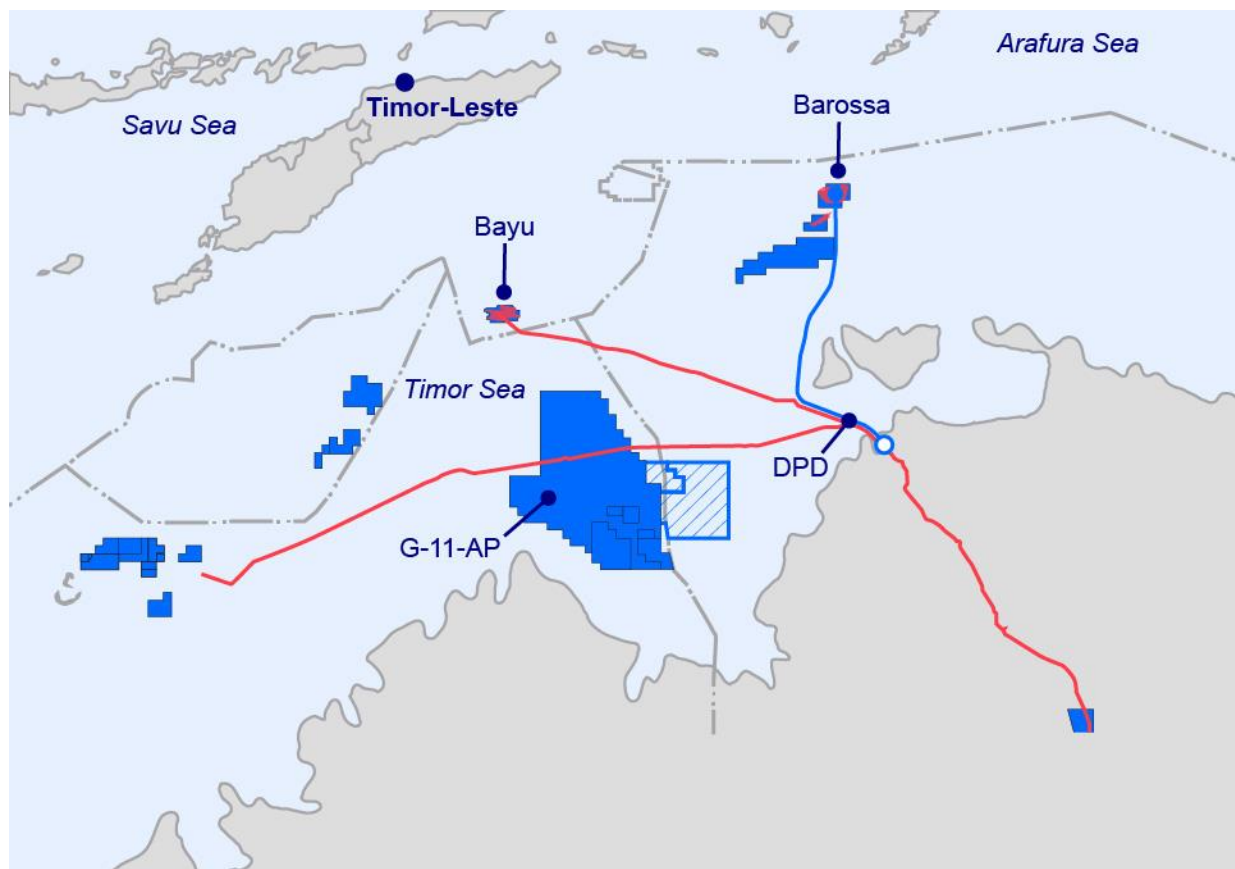 Arafura Sea
Timor-Leste
Barossa
Savu Sea
Bayu
Timor Sea
DPD
G-11-AP